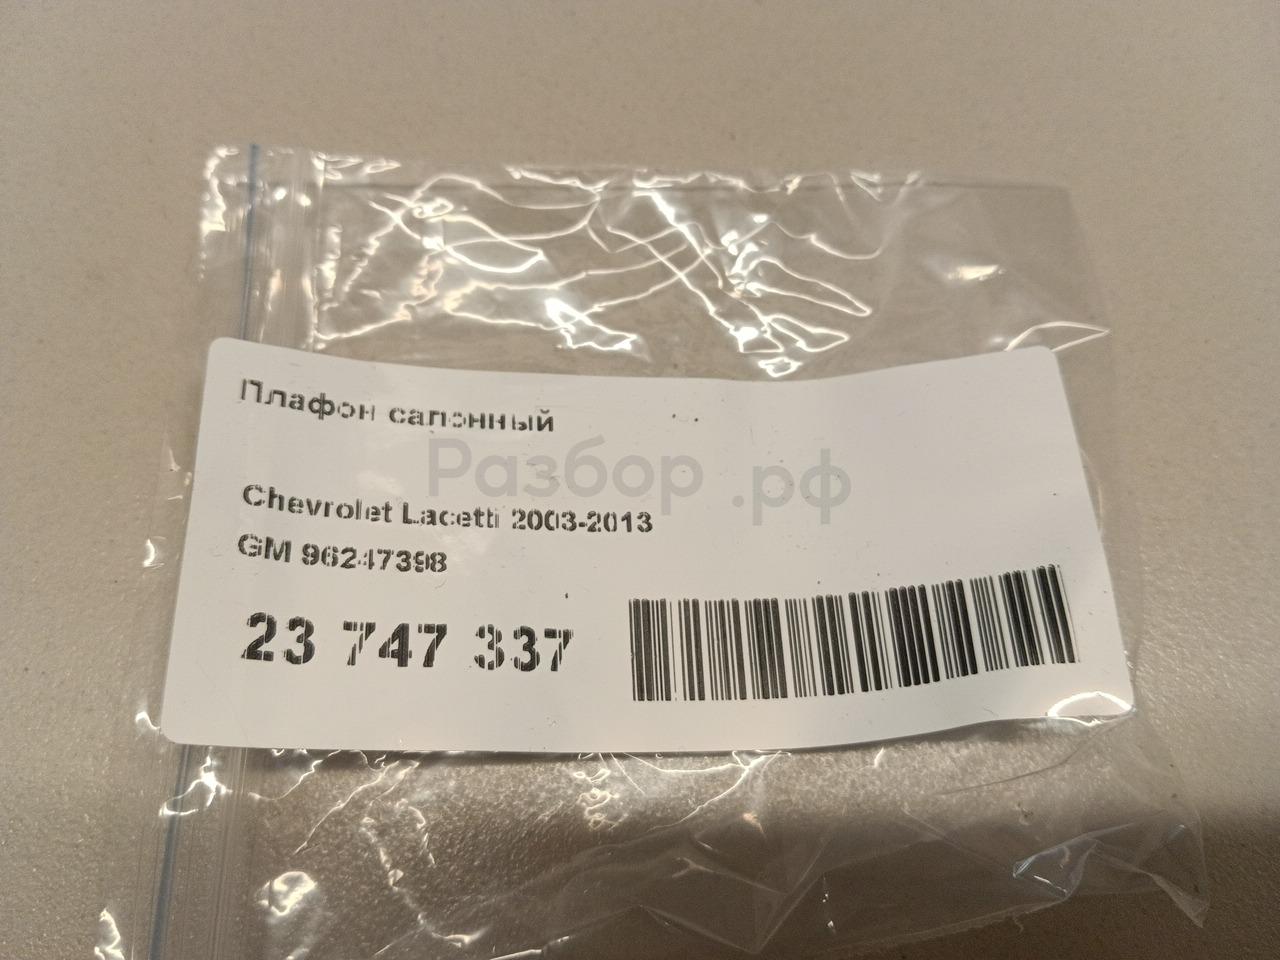 Плафон салонный
Разбор.рф
Chevrolet Lacetti 2003-2013
GM 96247398
23 747 337